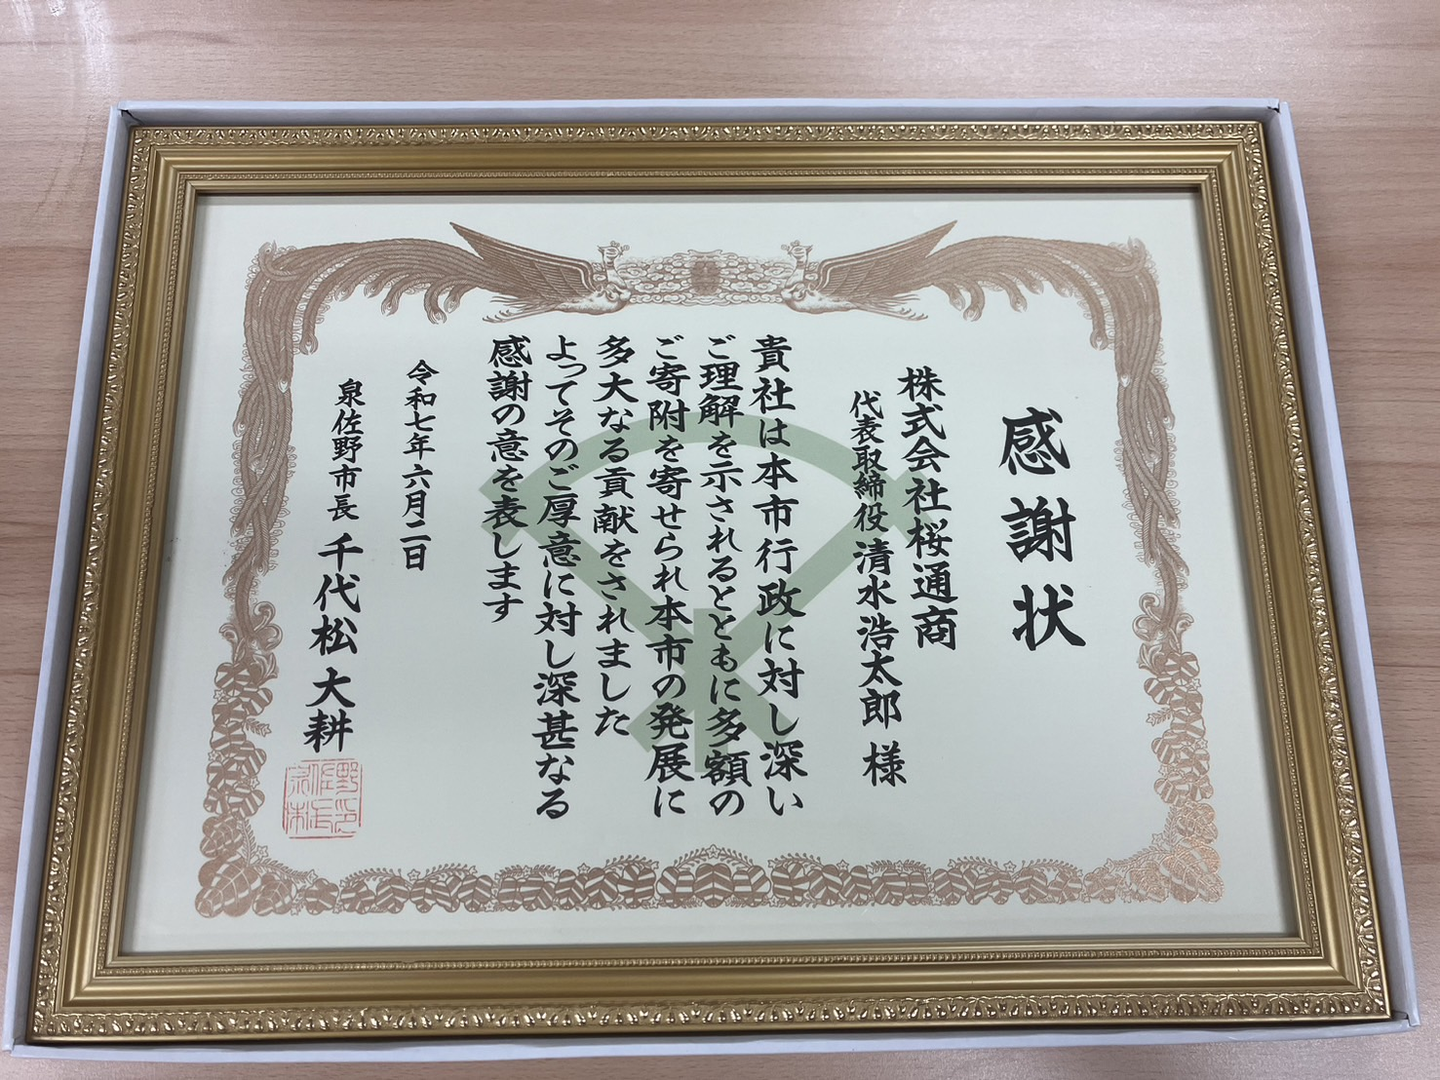 感謝状
株式会社桜通商
代表取締役 清水浩太郎 様
貴社は本市行政に対し深い
ご理解を示されるとともに多額の
ご寄附を寄せられ本市の発展に
多大なる貢献をされました
よってそのご厚意に対し深甚なる
感謝の意を表します
令和七年六月二日
泉佐野市長 千代松大耕